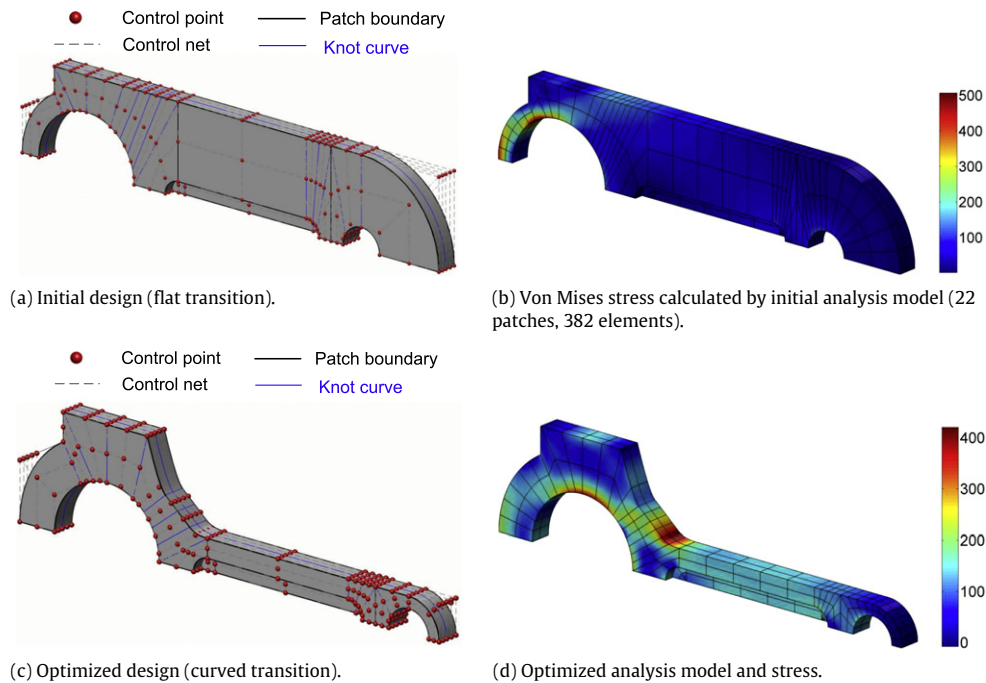 Control point
Patch boundary
Control net
Knot curve
500
400
300
200
100
(a) Initial design (flat transition).
(b) Von Mises stress calculated by initial analysis model (22
patches, 382 elements).
Control point
Patch boundary
Control net
Knot curve
400
300
200
100
0
(c) Optimized design (curved transition).
(d) Optimized analysis model and stress.